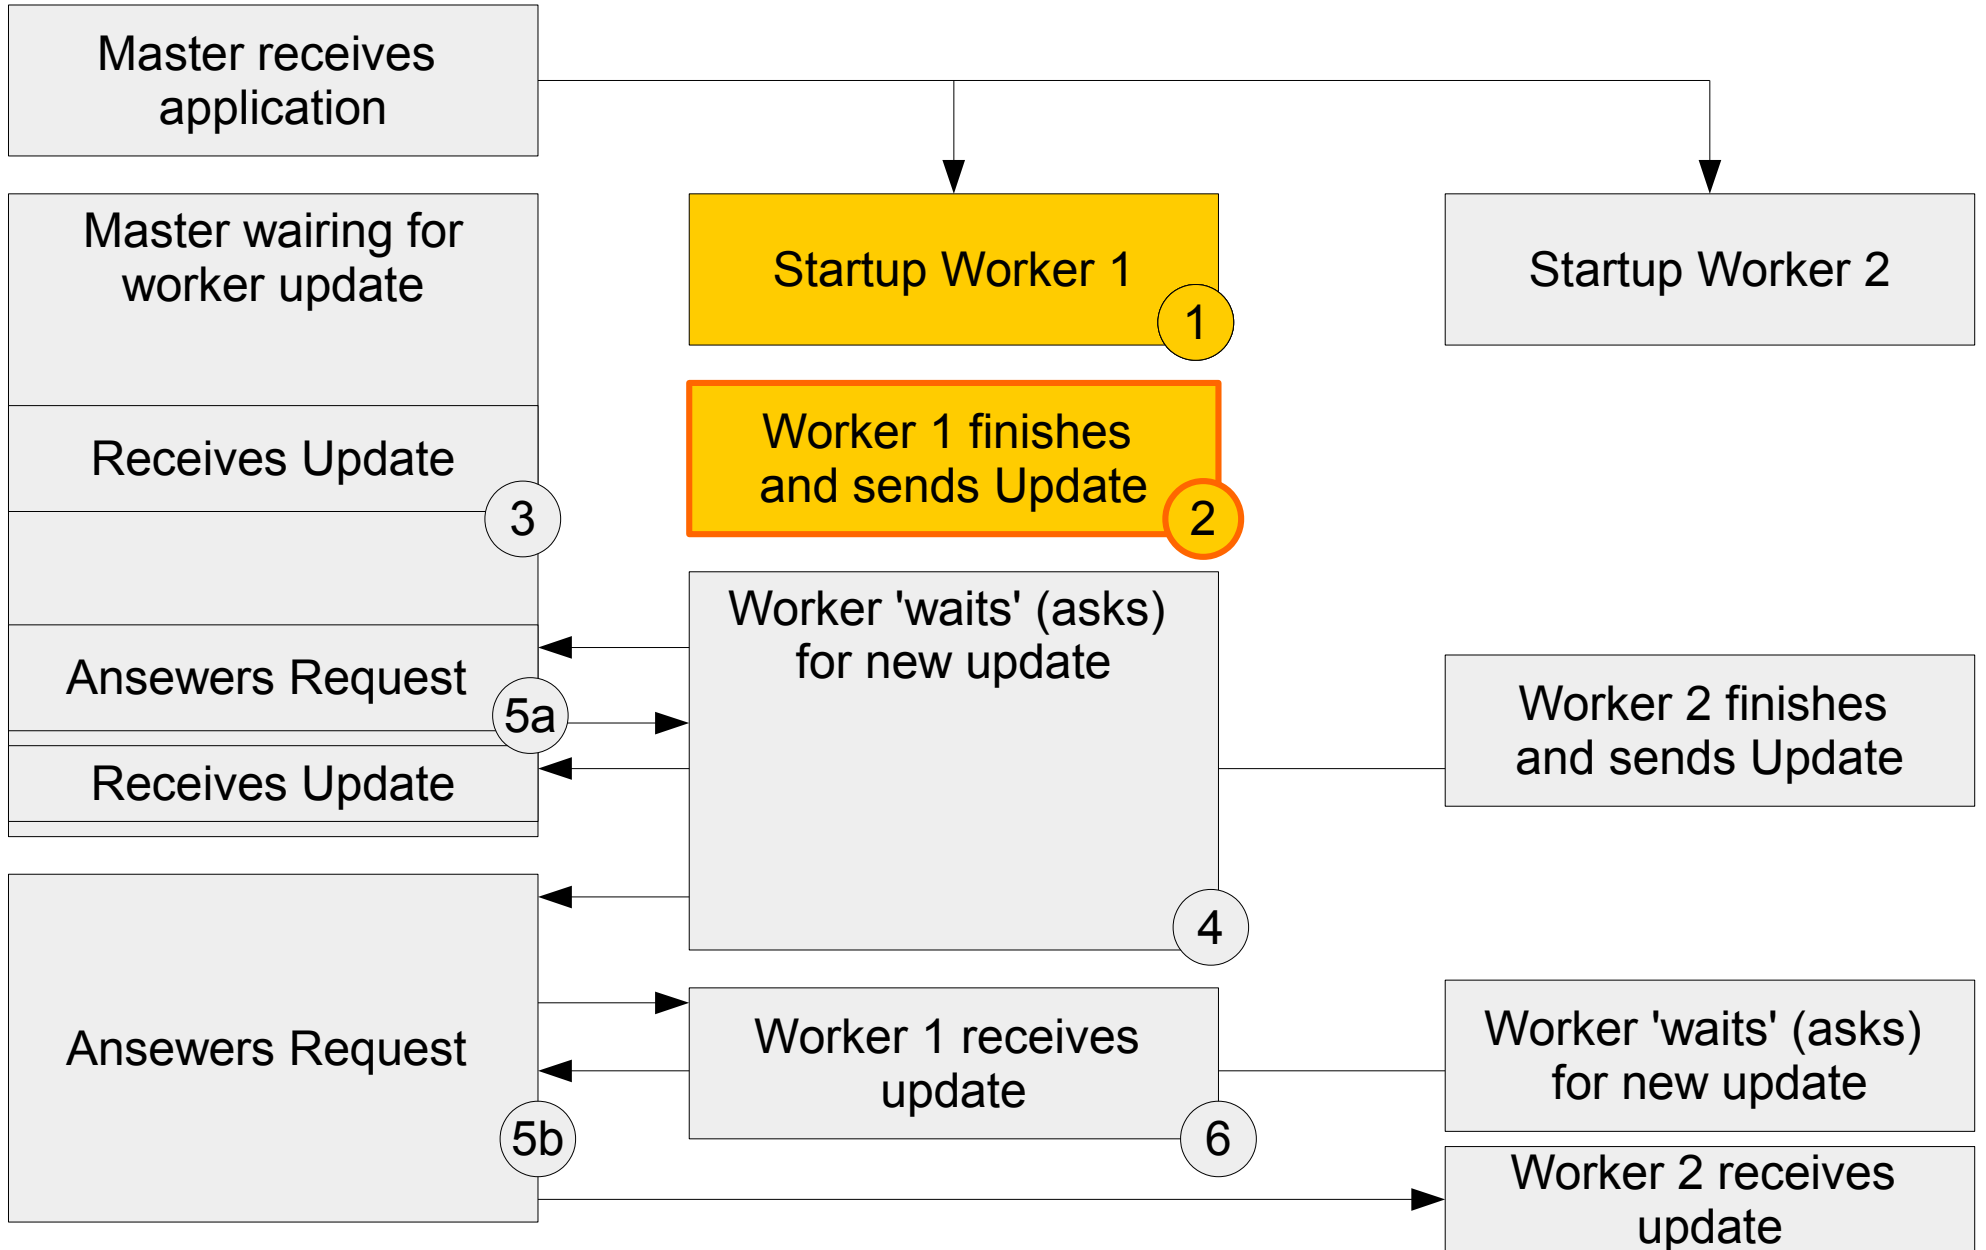 Master receives
application
Master wairing for
worker update
Startup Worker 1
1
Startup Worker 2
Receives Update
3
Worker 1 finishes
and sends Update
2
Worker 'waits' (asks)
for new update
4
Ansewers Request
5a
Worker 2 finishes
and sends Update
Receives Update
Ansewers Request
5b
Worker 1 receives
update
6
Worker 'waits' (asks)
for new update
Worker 2 receives
update